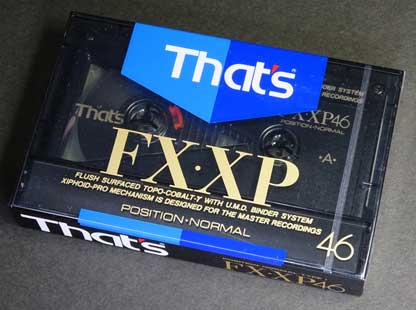 That's
BINDER SYSTEM
RECORDINGS
That's
FX·XP46
POSITION·NORMAL
·A·
FX·XP
FLUSH SURFACED TOPO-COBALT-γ WITH U.M.D. BINDER SYSTEM
XIPHOID-PRO MECHANISM IS DESIGNED FOR THE MASTER RECORDINGS
POSITION·NORMAL
46
That's
FX·XP46